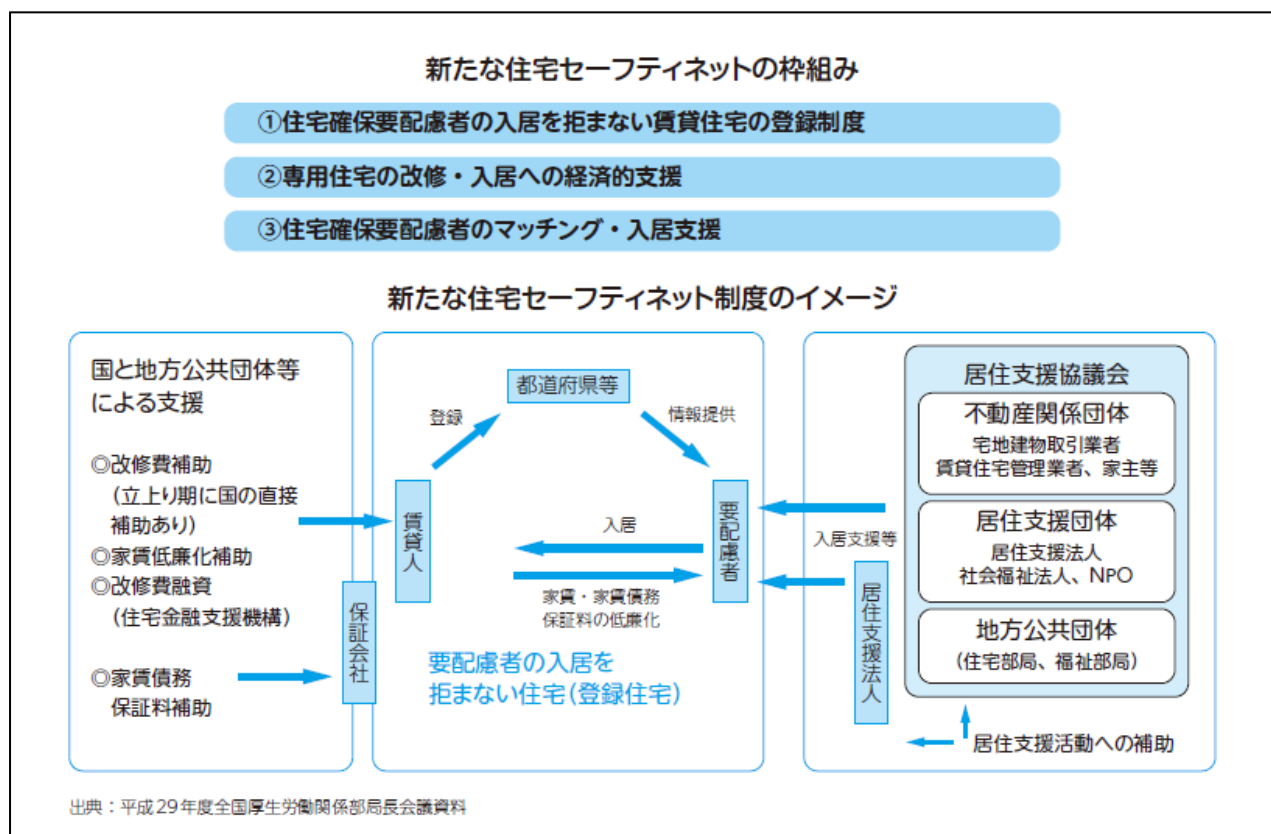 新たな住宅セーフティネットの枠組み
①住宅確保要配慮者の入居を拒まない賃貸住宅の登録制度
②専用住宅の改修・入居への経済的支援
③住宅確保要配慮者のマッチング・入居支援
新たな住宅セーフティネット制度のイメージ
国と地方公共団体等
による支援
◎改修費補助
(立上り期に国の直接
補助あり)
◎家賃低廉化補助
◎改修費融資
(住宅金融支援機構)
◎家賃債務
保証料補助
保証会社
都道府県等
登録
情報提供
賃貸人
要配慮者
入居
家賃・家賃債務
保証料の低廉化
要配慮者の入居を
拒まない住宅(登録住宅)
入居支援等
居住支援法人
居住支援協議会
不動産関係団体
宅地建物取引業者
賃貸住宅管理業者、家主等
居住支援団体
居住支援法人
社会福祉法人、NPO
地方公共団体
(住宅部局、福祉部局)
居住支援活動への補助
出典：平成29年度全国厚生労働関係部局長会議資料